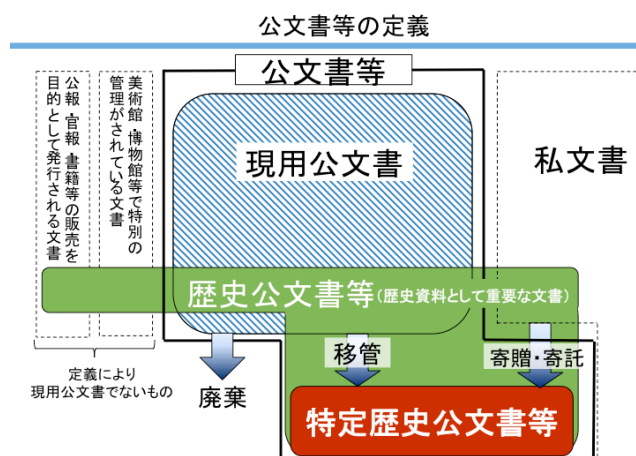 公文書等の定義
公文書等
公報・官報・書籍等の販売を
目的として発行される文書
美術館・博物館等で特別の
管理がされている文書
現用公文書
私文書
歴史公文書等(歴史資料として重要な文書)
定義により
現用公文書でないもの
廃棄
移管
寄贈・寄託
特定歴史公文書等